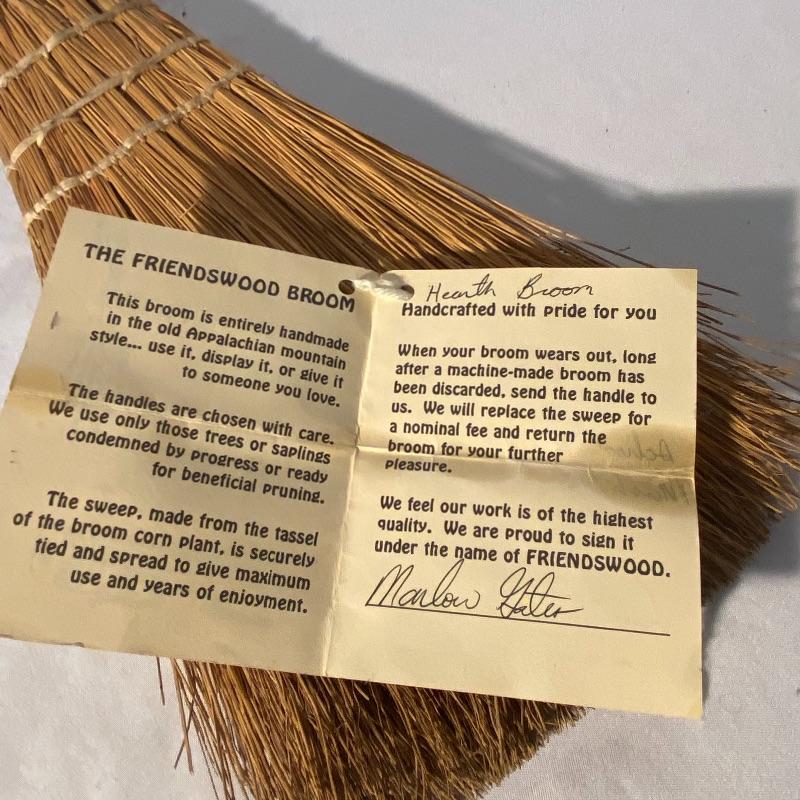 THE FRIENDSWOOD BROOM
This broom is entirely handmade
in the old Appalachian mountain
style... use it, display it, or give it
to someone you love.
The handles are chosen with care.
We use only those trees or saplings
condemned by progress or ready
for beneficial pruning.
The sweep, made from the tassel
of the broom corn plant, is securely
tied and spread to give maximum
use and years of enjoyment.
Hearth Broom
Handcrafted with pride for you
When your broom wears out, long
after a machine-made broom has
been discarded, send the handle to
us. We will replace the sweep for
a nominal fee and return the
broom for your further
pleasure.
We feel our work is of the highest
quality. We are proud to sign it
under the name of FRIENDSWOOD.
Marlow Gates